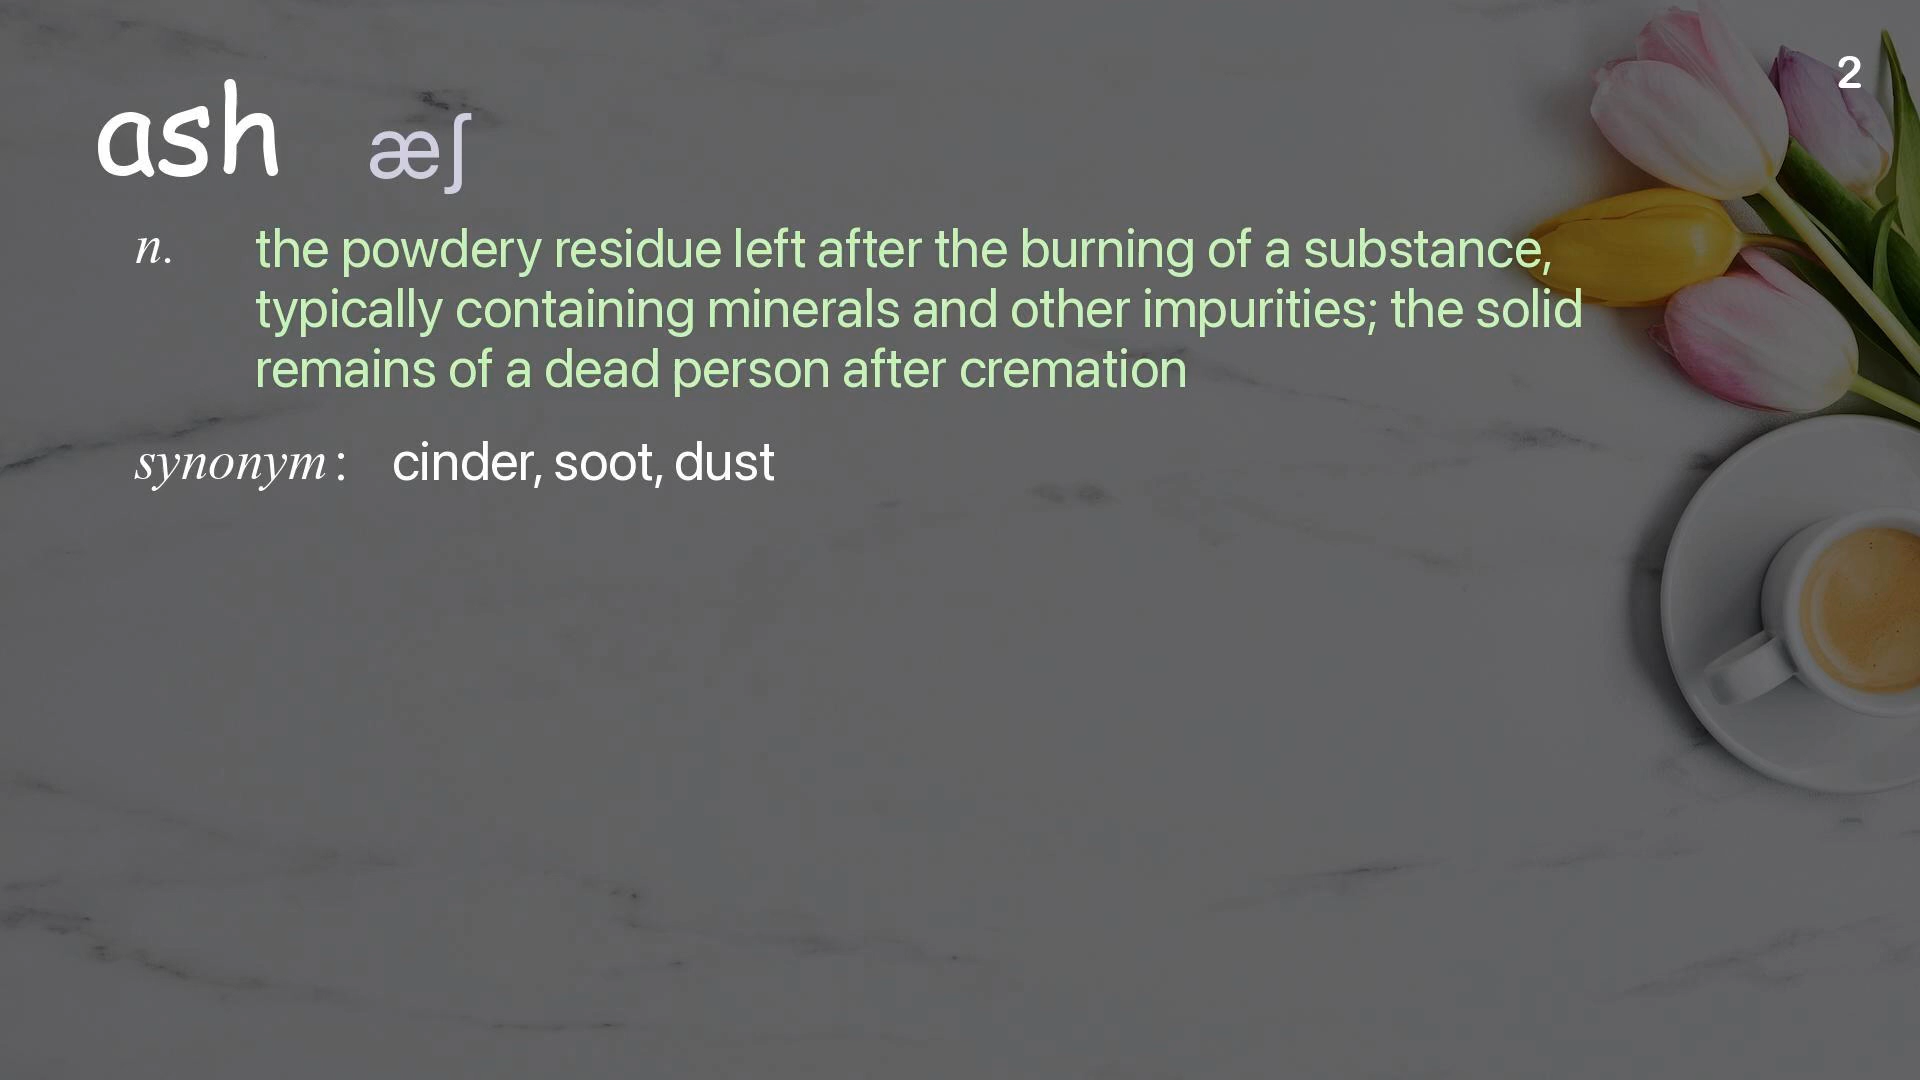 2
ash æʃ
n. the powdery residue left after the burning of a substance,
typically containing minerals and other impurities; the solid
remains of a dead person after cremation
synonym: cinder, soot, dust